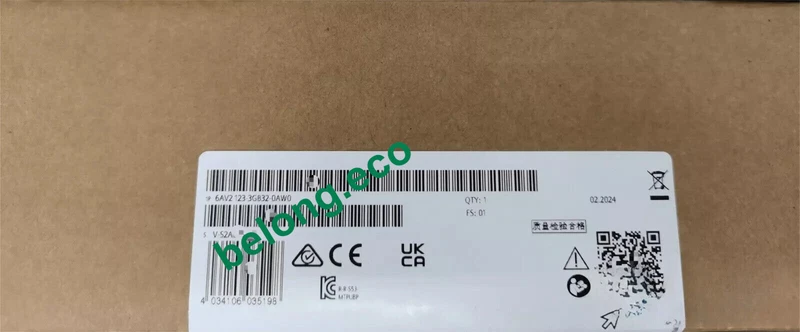 belong.eco
6AV2 123-3GB32-0AW0
QTY: 1
02.2024
FS: 01
质量检验合格
CE
UK
CA
4 034106 035198